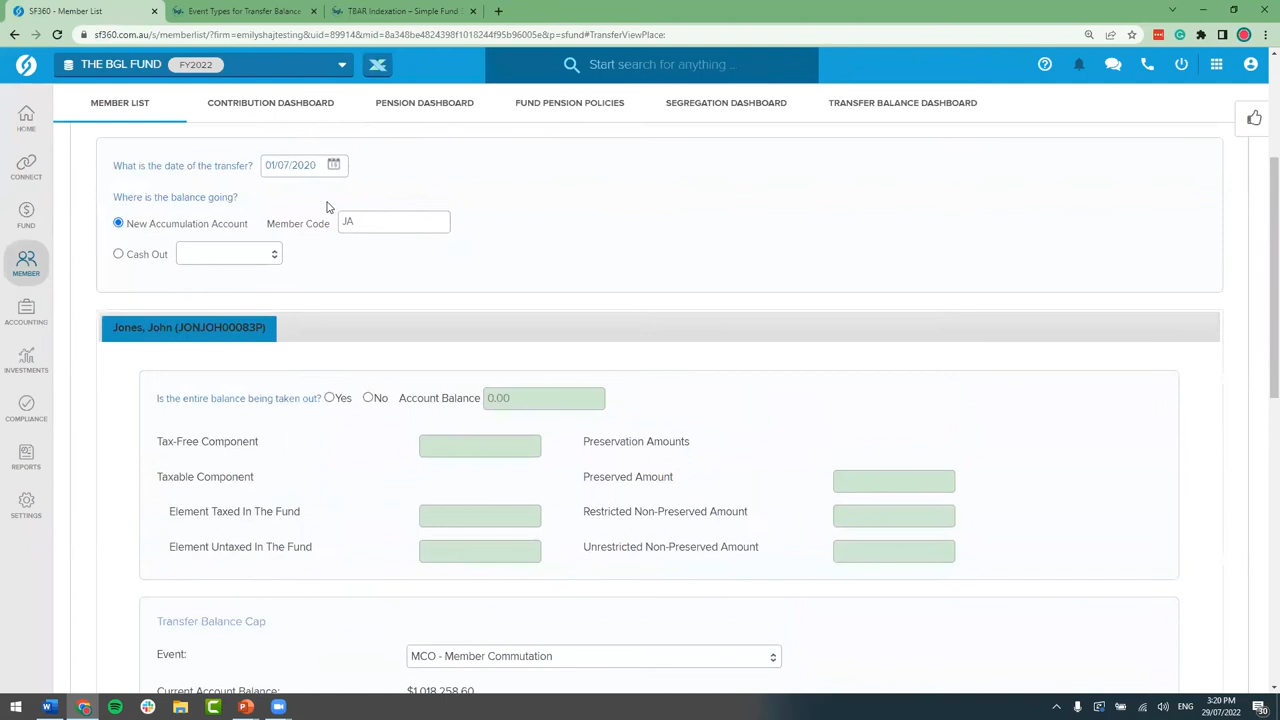 SF360 - Member List
Event Types for Transfer Balance
TBAR Indexation – Simple Fund
sf360.com.au/s/memberlist/?firm=emilyshajtesting&uid=89914&mid=8a348be4824398f1018244f95b96005e&p=sfund#TransferViewPlace:
THE BGL FUND FY2022
Start search for anything ...
MEMBER LIST CONTRIBUTION DASHBOARD PENSION DASHBOARD FUND PENSION POLICIES SEGREGATION DASHBOARD TRANSFER BALANCE DASHBOARD
HOME
CONNECT
FUND
MEMBER
ACCOUNTING
INVESTMENTS
COMPLIANCE
REPORTS
SETTINGS
What is the date of the transfer? 01/07/2020
Where is the balance going?
New Accumulation Account Member Code JA
Cash Out
Jones, John (JONJOH00083P)
Is the entire balance being taken out? Yes No Account Balance 0.00
Tax-Free Component Preservation Amounts
Taxable Component Preserved Amount
Element Taxed In The Fund Restricted Non-Preserved Amount
Element Untaxed In The Fund Unrestricted Non-Preserved Amount
Transfer Balance Cap
Event: MCO - Member Commutation
Current Account Balance: $1,018,258.60
ENG 3:20 PM
29/07/2022 30